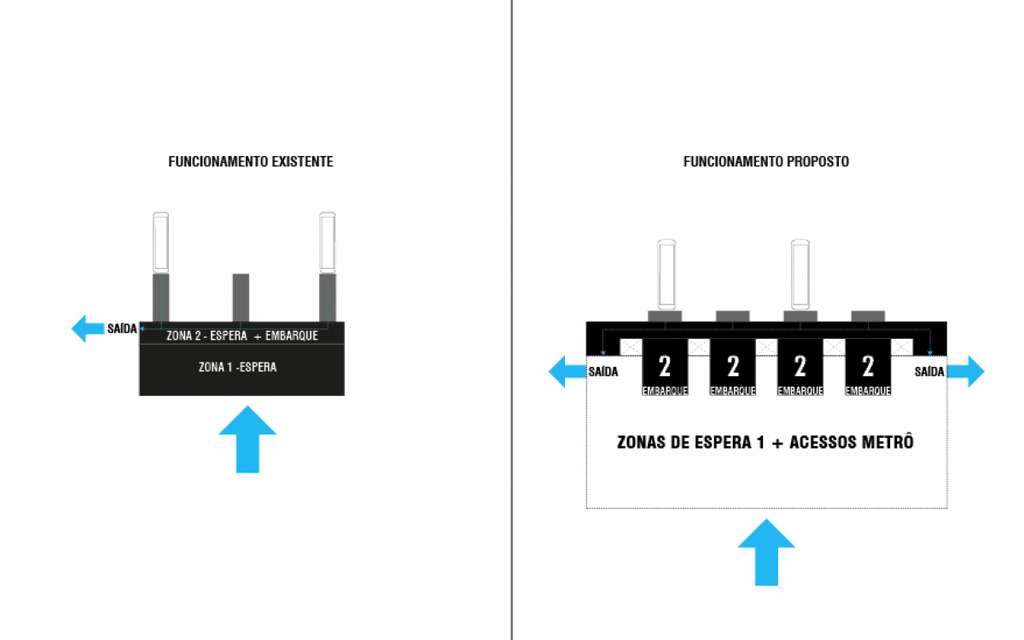 FUNCIONAMENTO EXISTENTE
SAÍDA
ZONA 2 - ESPERA + EMBARQUE
ZONA 1 -ESPERA
FUNCIONAMENTO PROPOSTO
SAÍDA
2
EMBARQUE
2
EMBARQUE
2
EMBARQUE
2
EMBARQUE
SAÍDA
ZONAS DE ESPERA 1 + ACESSOS METRÔ